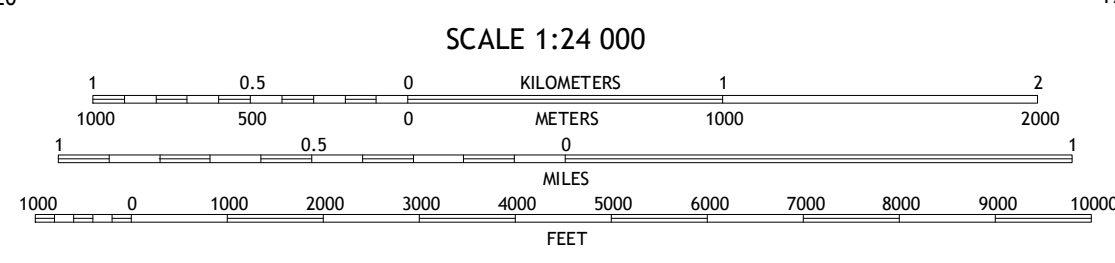 SCALE 1:24 000
1 0.5 0 KILOMETERS 1 2
1000 500 0 METERS 1000 2000
1 0.5 0 1
MILES
1000 0 1000 2000 3000 4000 5000 6000 7000 8000 9000 10000
FEET